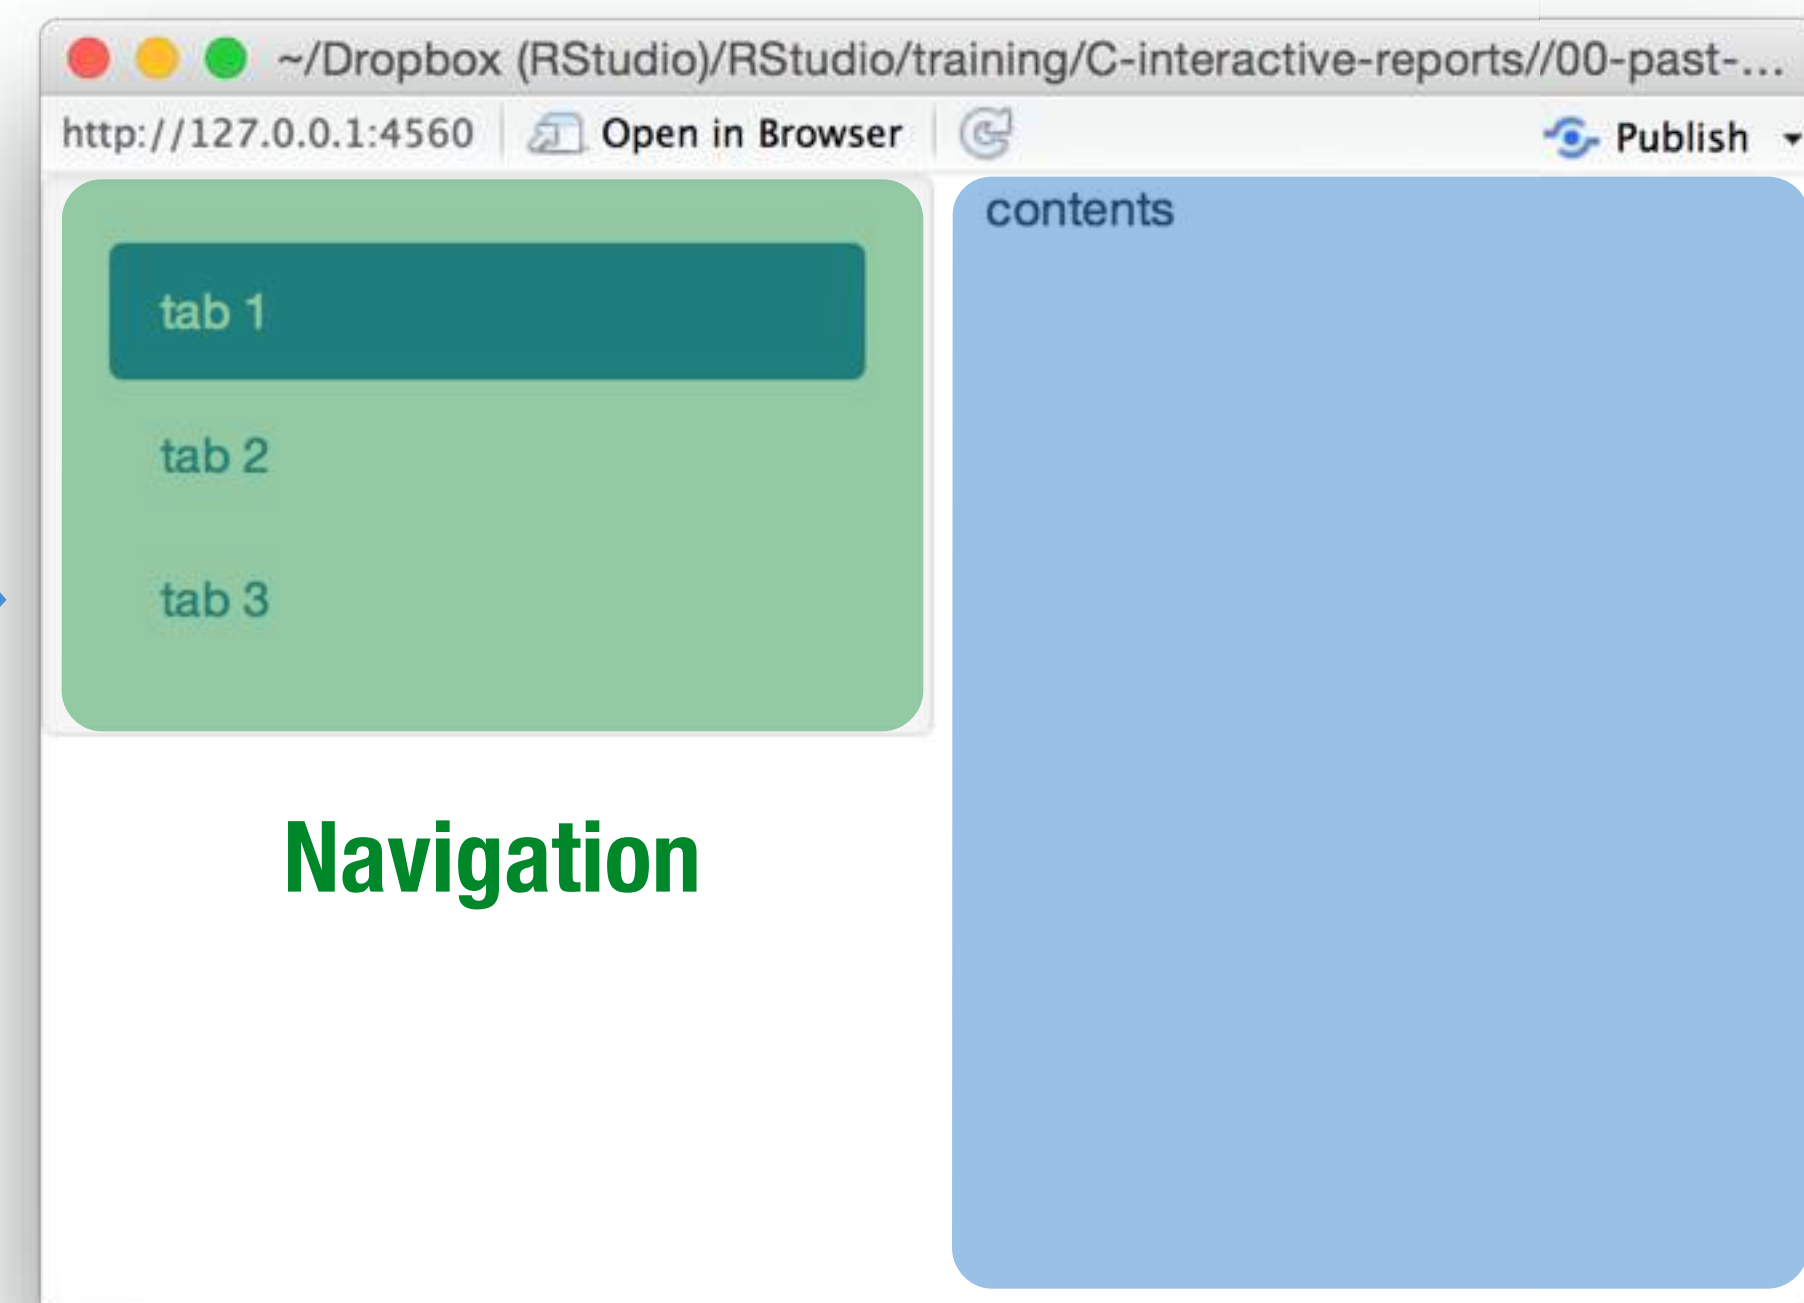 ~/Dropbox (RStudio)/RStudio/training/C-interactive-reports//00-past-...
http://127.0.0.1:4560 Open in Browser Publish
contents
tab 1
tab 2
tab 3
Navigation